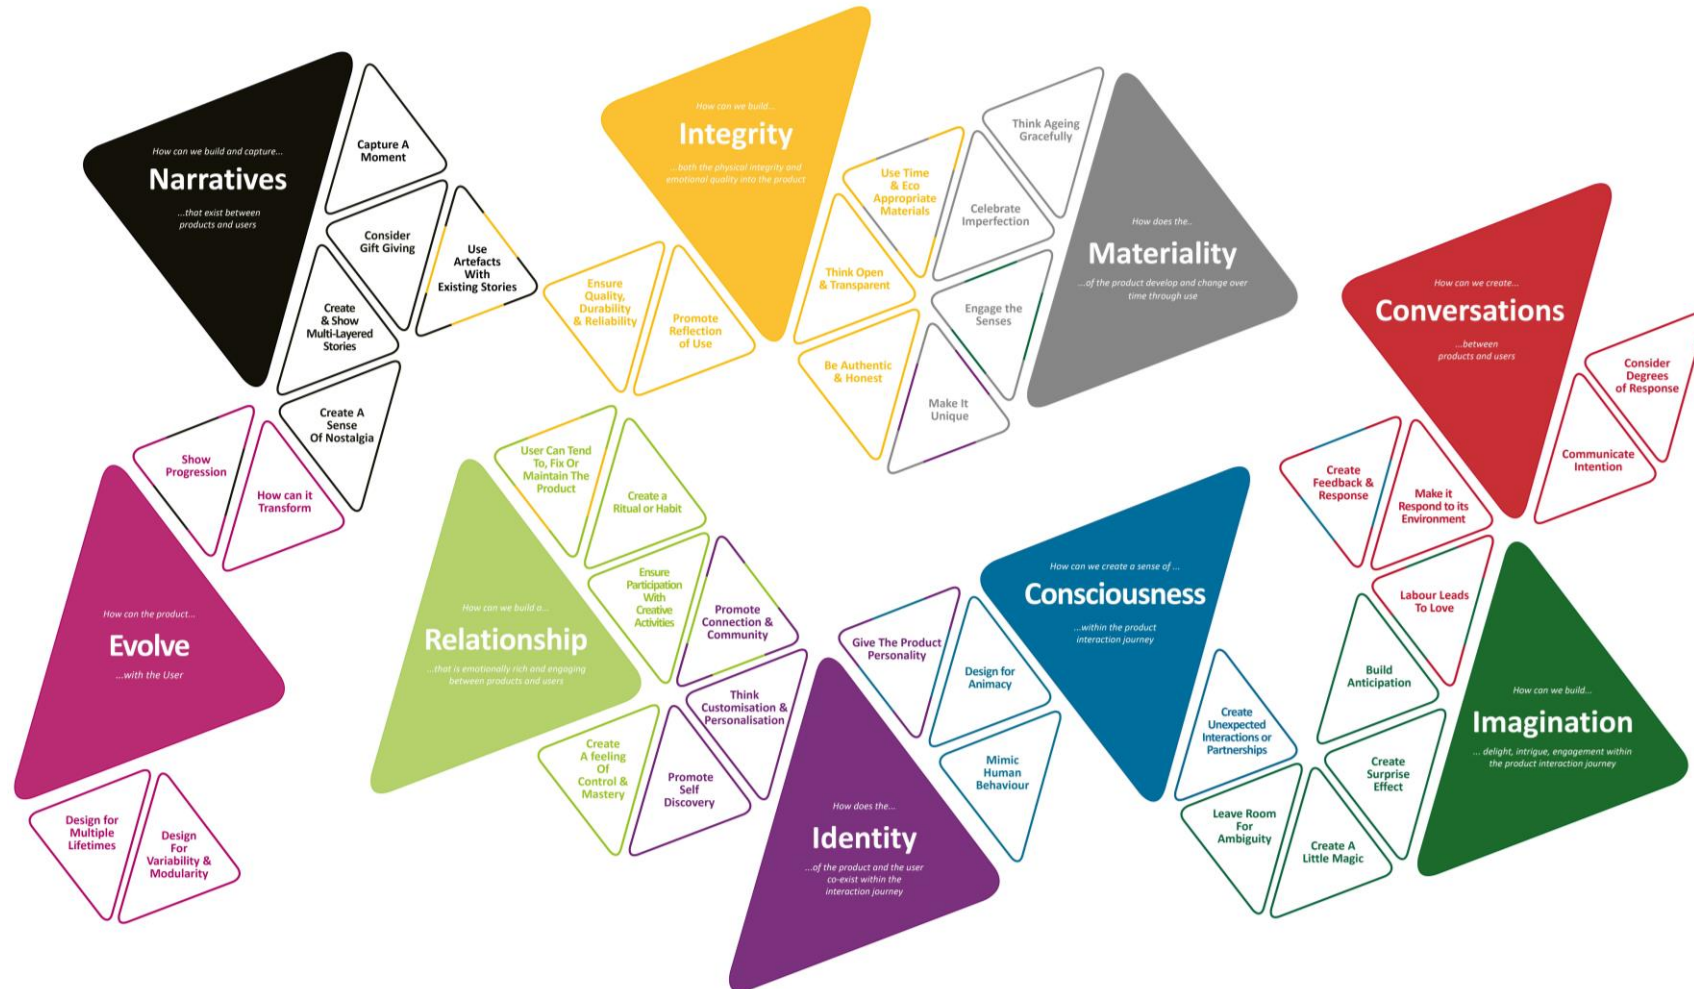 How can we build and capture...
Narratives
...that exist between
products and users
Capture A
Moment
Consider
Gift Giving
Use
Artefacts
With
Existing Stories
Create
& Show
Multi-Layered
Stories
Create A
Sense
Of Nostalgia
How can we build...
Integrity
...both the physical integrity and
emotional quality into the product
Ensure
Quality,
Durability
& Reliability
Promote
Reflection
of Use
Use Time
& Eco
Appropriate
Materials
Think Open
& Transparent
Be Authentic
& Honest
How does the..
Materiality
...of the product develop and change over
time through use
Think Ageing
Gracefully
Celebrate
Imperfection
Engage the
Senses
Make It
Unique
How can we create...
Conversations
...between
products and users
Consider
Degrees
of Response
Communicate
Intention
Create
Feedback &
Response
Make it
Respond to its
Environment
Labour Leads
To Love
How can the product...
Evolve
...with the User
Show
Progression
How can it
Transform
Design for
Multiple
Lifetimes
Design
For
Variability &
Modularity
How can we build a...
Relationship
...that is emotionally rich and engaging
between products and users
User Can Tend
To, Fix Or
Maintain The
Product
Create a
Ritual or Habit
Ensure
Participation
With
Creative
Activities
Create
A feeling
Of
Control &
Mastery
Promote
Connection &
Community
Think
Customisation &
Personalisation
Promote
Self
Discovery
How does the...
Identity
...of the product and the user
co-exist within the
interaction journey
Give The Product
Personality
How can we create a sense of ...
Consciousness
...within the product
interaction journey
Design for
Animacy
Mimic
Human
Behaviour
Create
Unexpected
Interactions or
Partnerships
How can we build...
Imagination
... delight, intrigue, engagement within
the product interaction journey
Build
Anticipation
Create
Surprise
Effect
Leave Room
For
Ambiguity
Create A
Little Magic